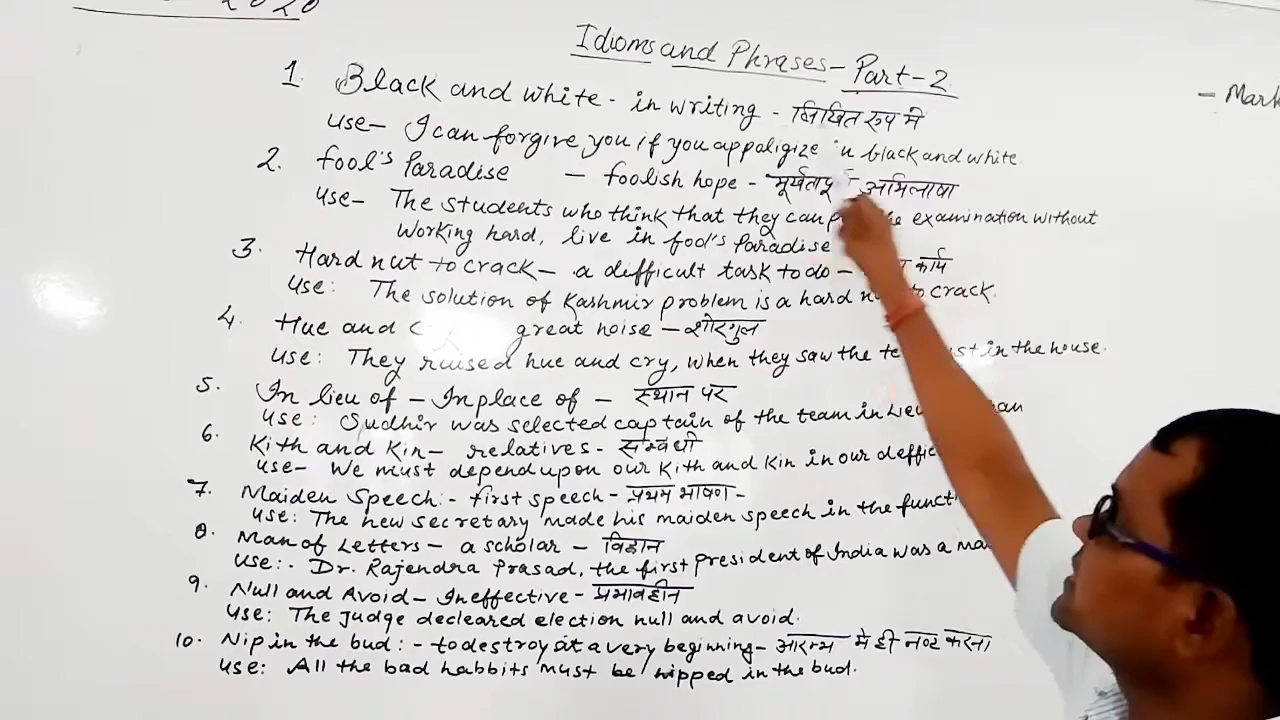 2020
Idioms and Phrases - Part-2
- Mark
1. Black and white - in writing - लिखित रूप में
use- I can forgive you if you appoligize in black and white.
2. fool's Paradise - foolish hope - अभिलाषा
use- The students who think that they can examination without
working hard, live in fool's Paradise
3. Hard nut to crack - a difficult task to do - कार्य
use: The solution of Kashmir problem is a hard to crack.
4. Hue and great noise - शोरगुल
use: They raised hue and cry, when they saw the in the house.
5. In lieu of - In place of - स्थान पर
use: Sudhir was selected captain of the team in
6. Kith and Kin - relatives - सम्बंधी
use- We must depend upon our Kith and Kin in our
7. Maiden Speech:- first speech - प्रथम भाषण -
use: The new secretary made his maiden speech in the
8. Man of Letters - a scholar - विद्वान
use:- Dr. Rajendra Prasad, the first president of India was a
9. Null and Avoid - Ineffective - प्रभावहीन
use: The Judge decleared election null and avoid.
10. Nip in the bud:- to destroy at a very beginning - आरम्भ में ही नष्ट करना
use: All the bad habbits must be nipped in the bud.